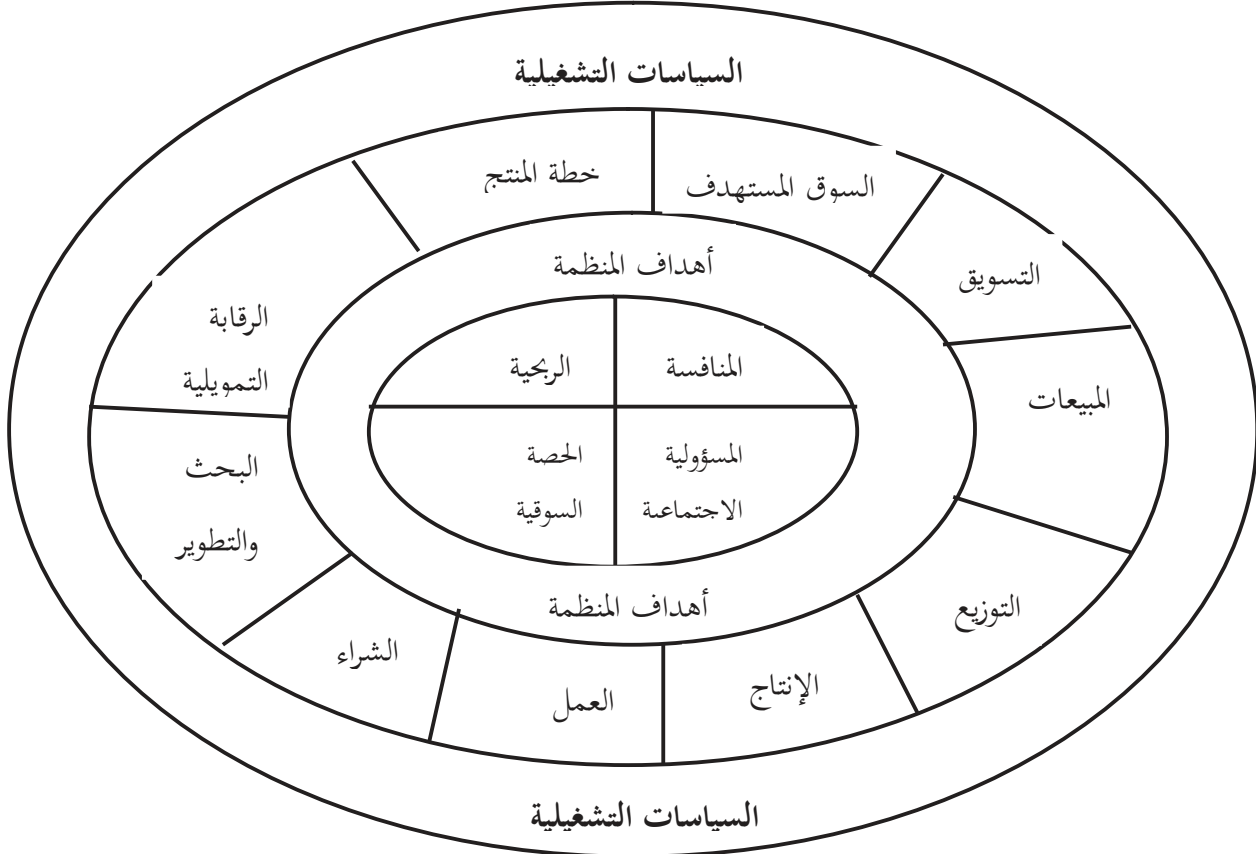 السياسات التشغيلية
السوق المستهدف
خطة المنتج
التسويق
أهداف المنظمة
الرقابة
التمويلية
المنافسة
الربحية
المبيعات
المسؤولية
الاجتماعية
الحصة
السوقية
البحث
والتطوير
التوزيع
أهداف المنظمة
الشراء
الإنتاج
العمل
السياسات التشغيلية